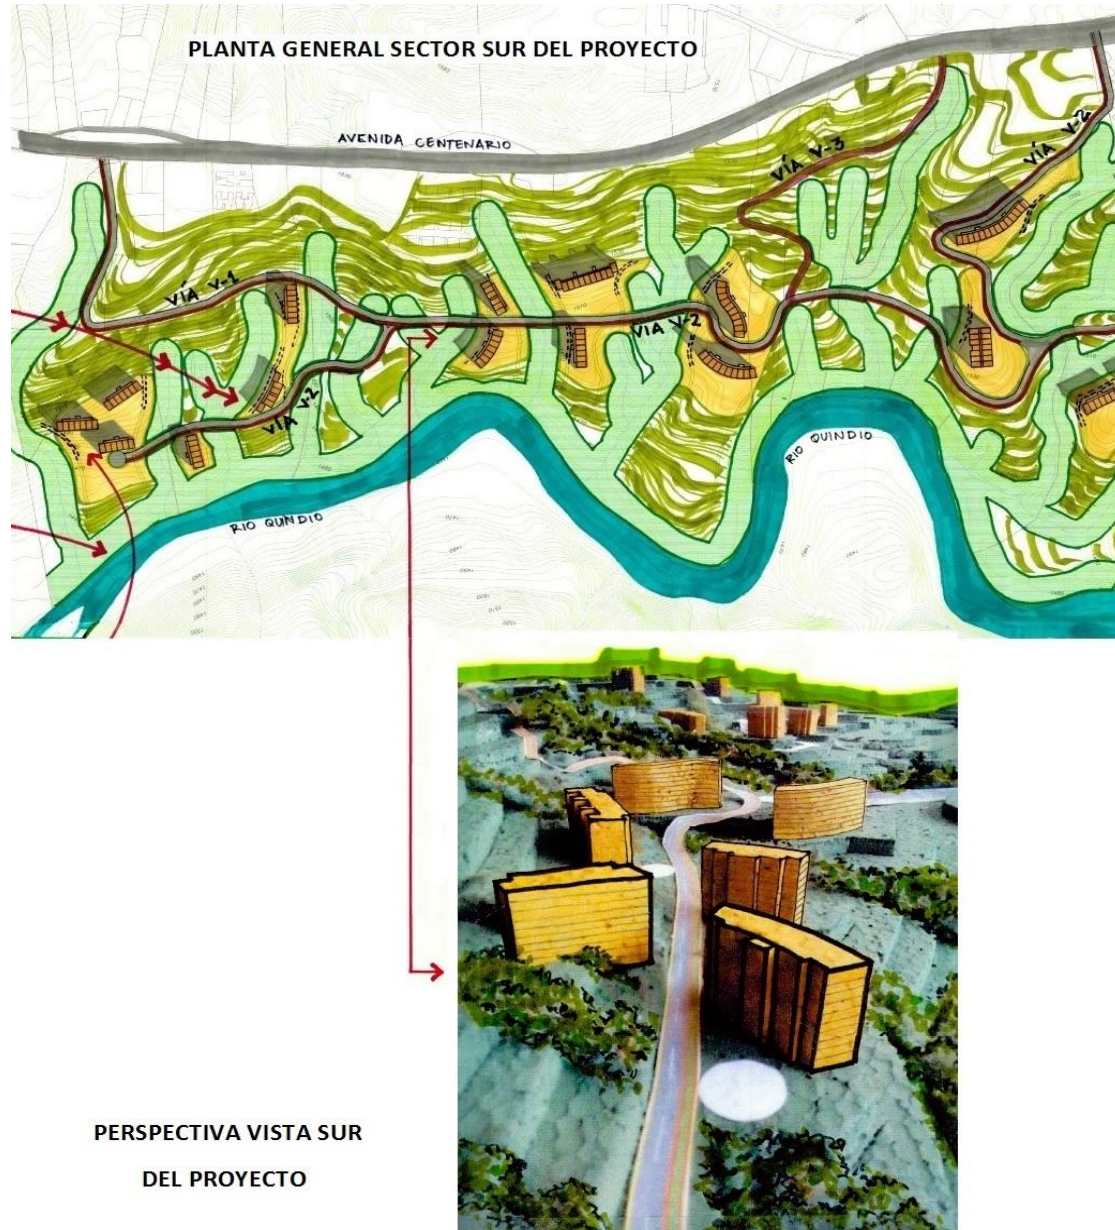 PLANTA GENERAL SECTOR SUR DEL PROYECTO
AVENIDA CENTENARIO
VÍA V-3
VÍA V-2
VÍA V-1
VIA V-2
VÍA V-2
RIO QUINDIO
RIO QUINDIO
PERSPECTIVA VISTA SUR
DEL PROYECTO